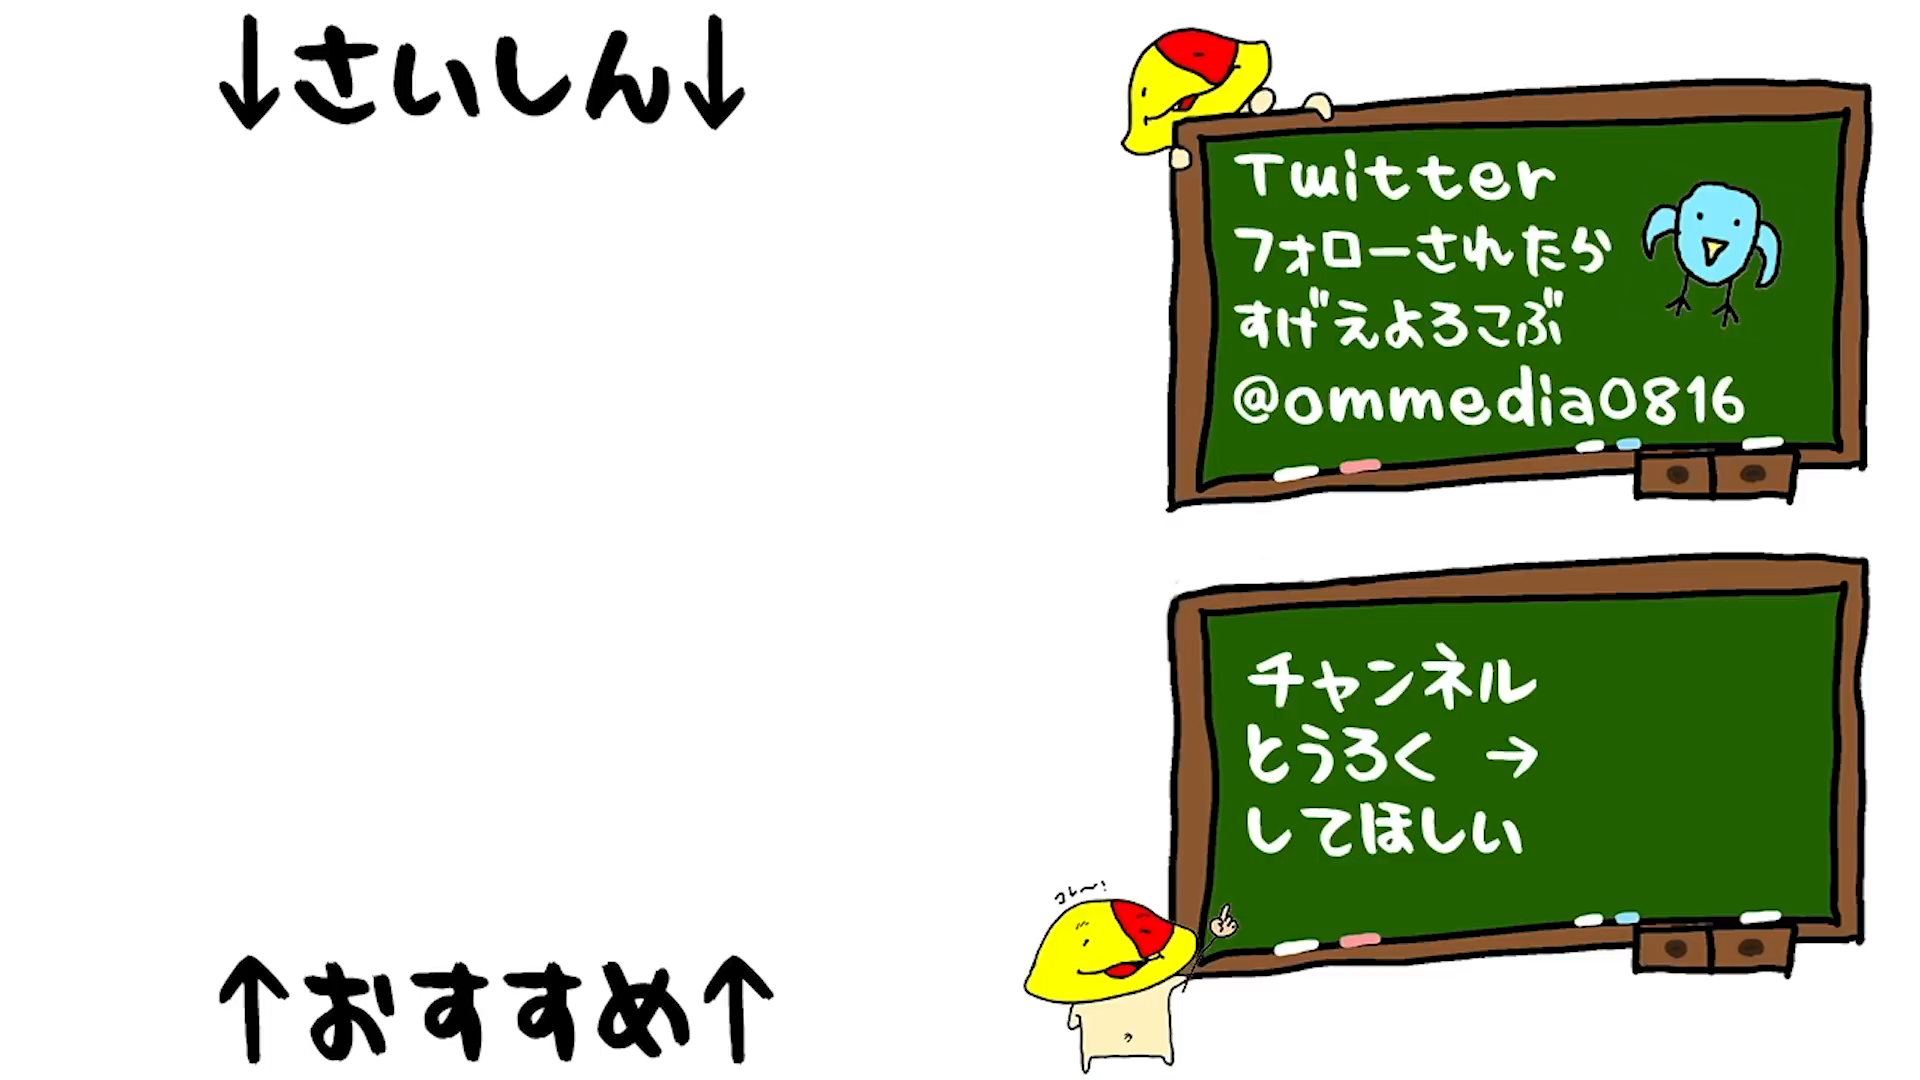 ↓さいしん↓
Twitter
フォローされたら
すげえよろこぶ
@ommedia0816
チャンネル
とうろく →
してほしい
コレ〜!
↑おすすめ↑